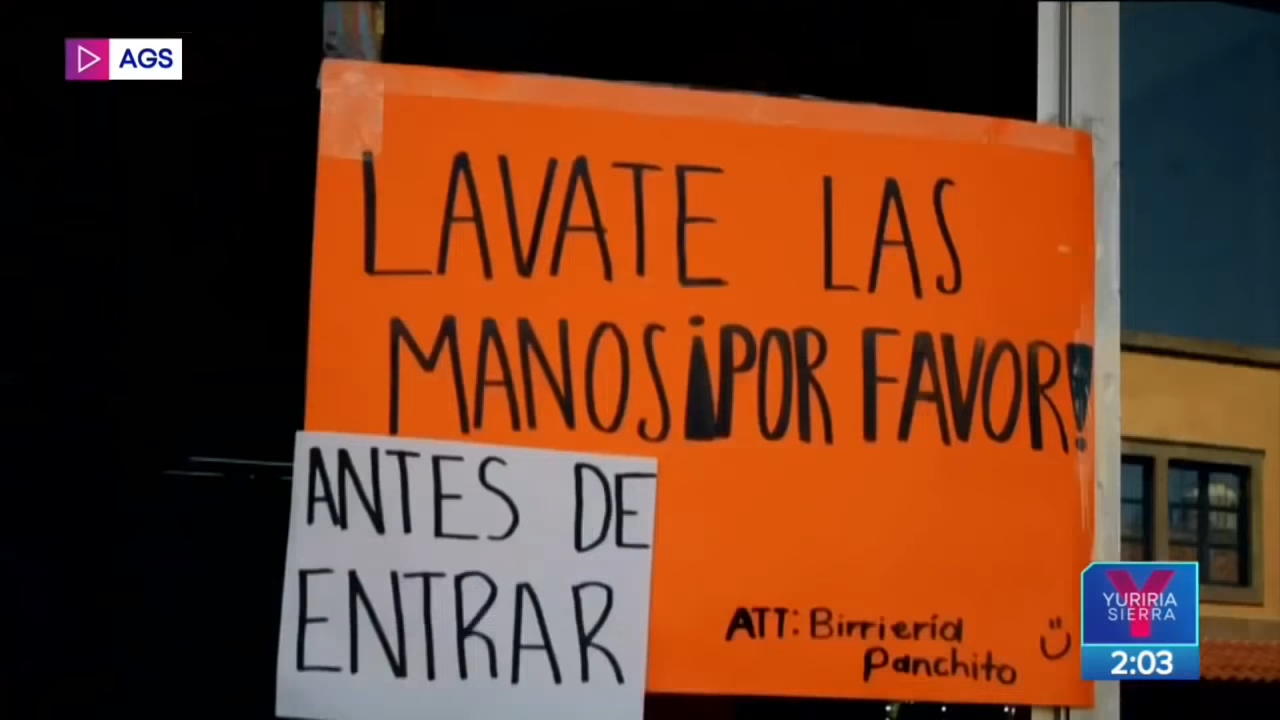 AGS
LAVATE LAS
MANOS ¡POR FAVOR!
ANTES DE
ENTRAR
ATT: Birriería
Panchito
YURIRIA
SIERRA
2:03